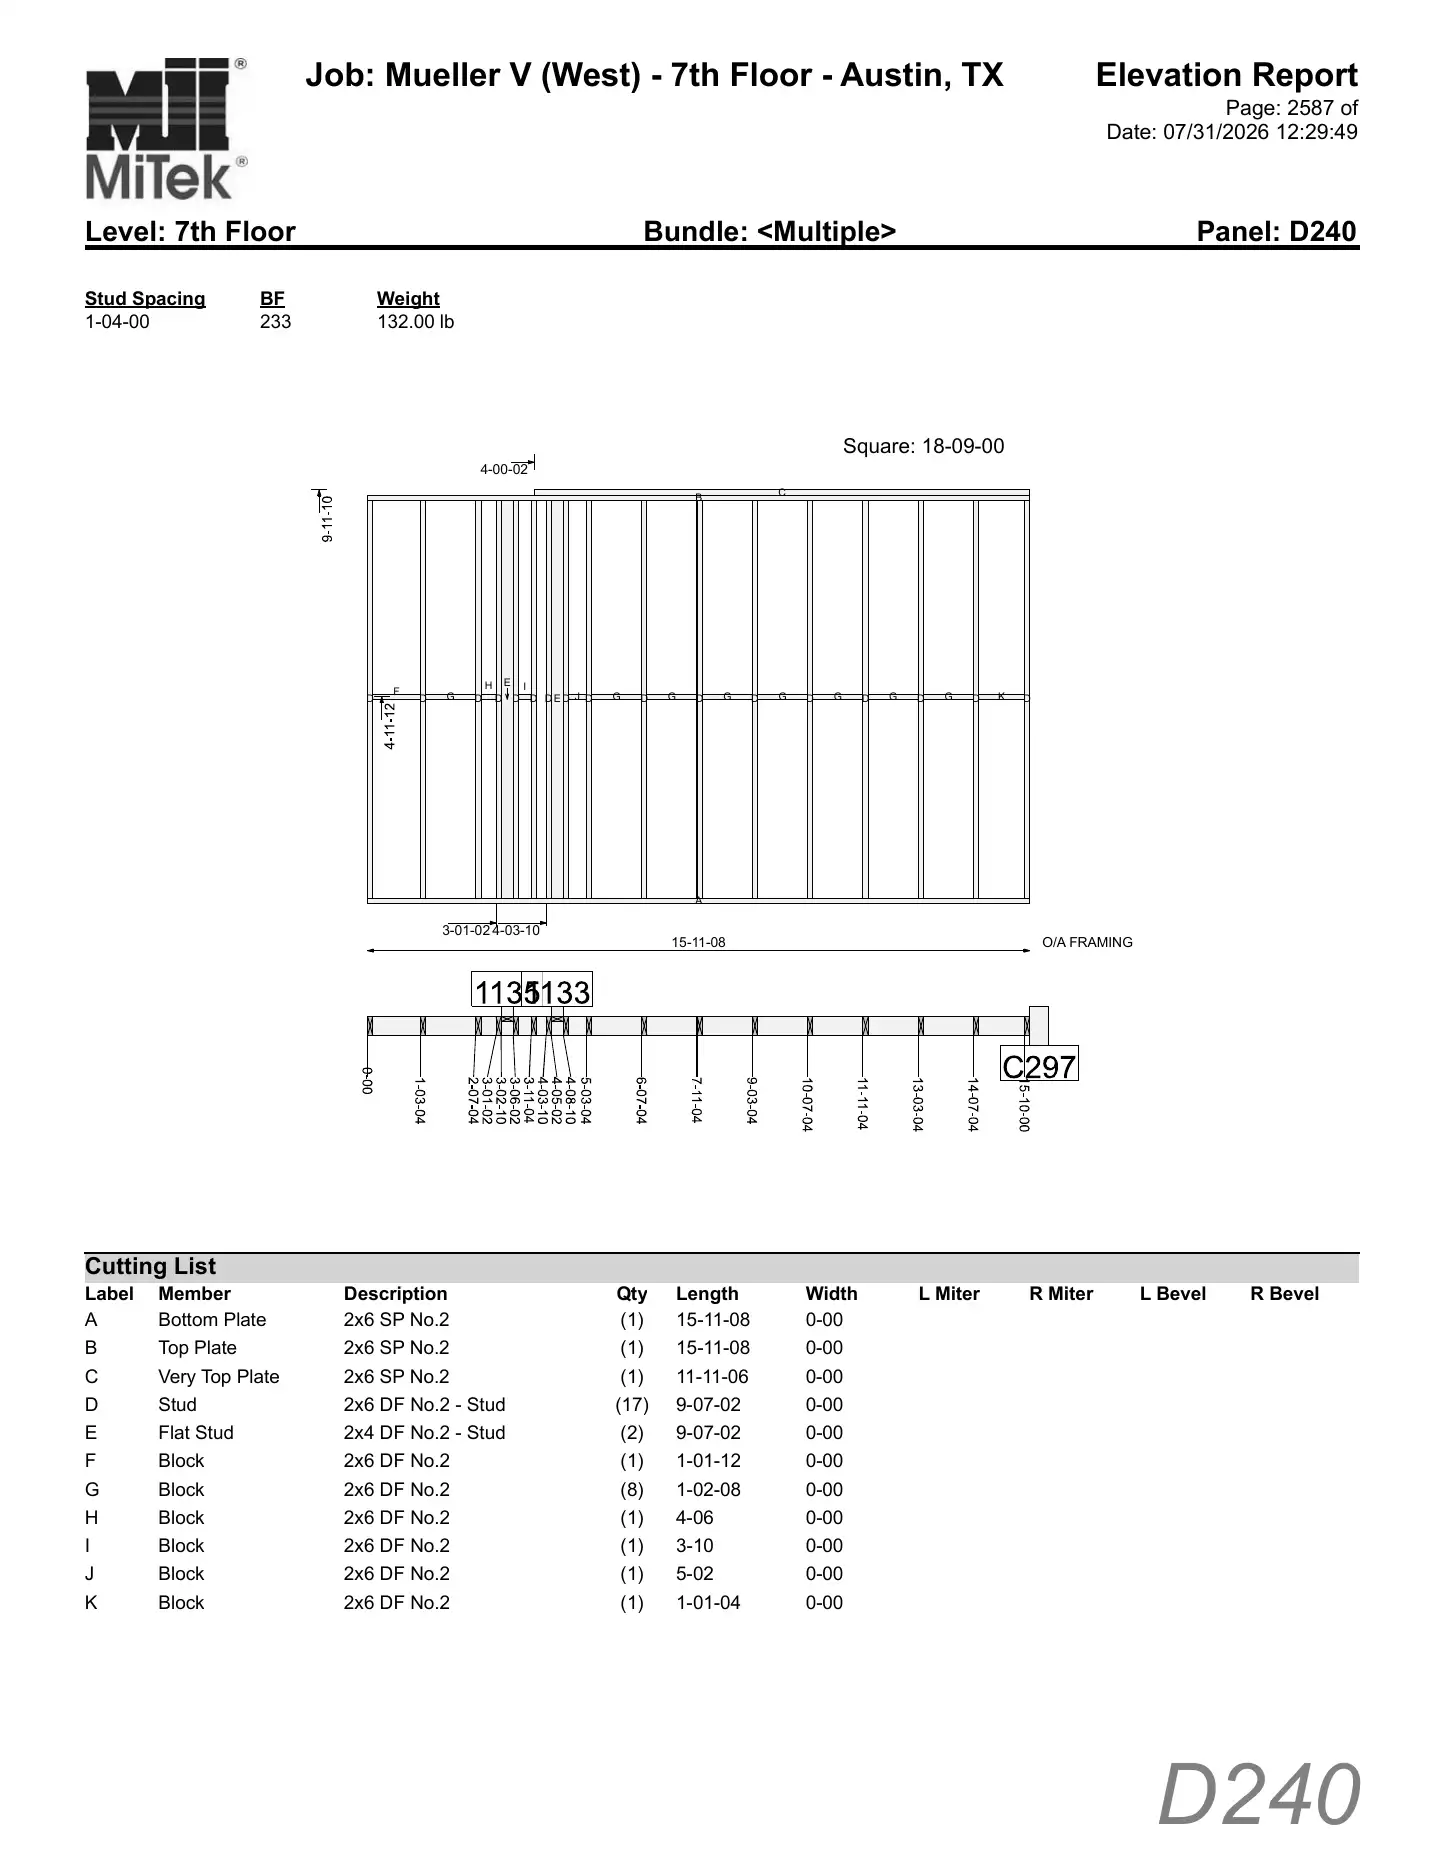 Job: Mueller V (West) - 7th Floor - Austin, TX
Elevation Report
Page: 2587 of
Date: 07/31/2026 12:29:49
MiTek®
Level: 7th Floor Bundle: <Multiple> Panel: D240
Stud Spacing BF Weight
1-04-00 233 132.00 lb
Square: 18-09-00
4-00-02
C
B
9-11-10
F G H E I D E J G G G G G G G K
4-11-12
A
3-01-02 4-03-10
15-11-08 O/A FRAMING
1135 1133
C297
0-00 1-03-04 2-07-04 3-01-02 3-02-10 3-06-02 3-11-04 4-03-10 4-05-02 4-08-10 5-03-04 6-07-04 7-11-04 9-03-04 10-07-04 11-11-04 13-03-04 14-07-04 15-10-00
Cutting List
Label Member Description Qty Length Width L Miter R Miter L Bevel R Bevel
A Bottom Plate 2x6 SP No.2 (1) 15-11-08 0-00
B Top Plate 2x6 SP No.2 (1) 15-11-08 0-00
C Very Top Plate 2x6 SP No.2 (1) 11-11-06 0-00
D Stud 2x6 DF No.2 - Stud (17) 9-07-02 0-00
E Flat Stud 2x4 DF No.2 - Stud (2) 9-07-02 0-00
F Block 2x6 DF No.2 (1) 1-01-12 0-00
G Block 2x6 DF No.2 (8) 1-02-08 0-00
H Block 2x6 DF No.2 (1) 4-06 0-00
I Block 2x6 DF No.2 (1) 3-10 0-00
J Block 2x6 DF No.2 (1) 5-02 0-00
K Block 2x6 DF No.2 (1) 1-01-04 0-00
D240